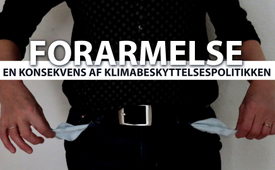 FORARMELSE
EN KONSEKVENS AF KLIMABESKYTTELSESPOLITIKKEN